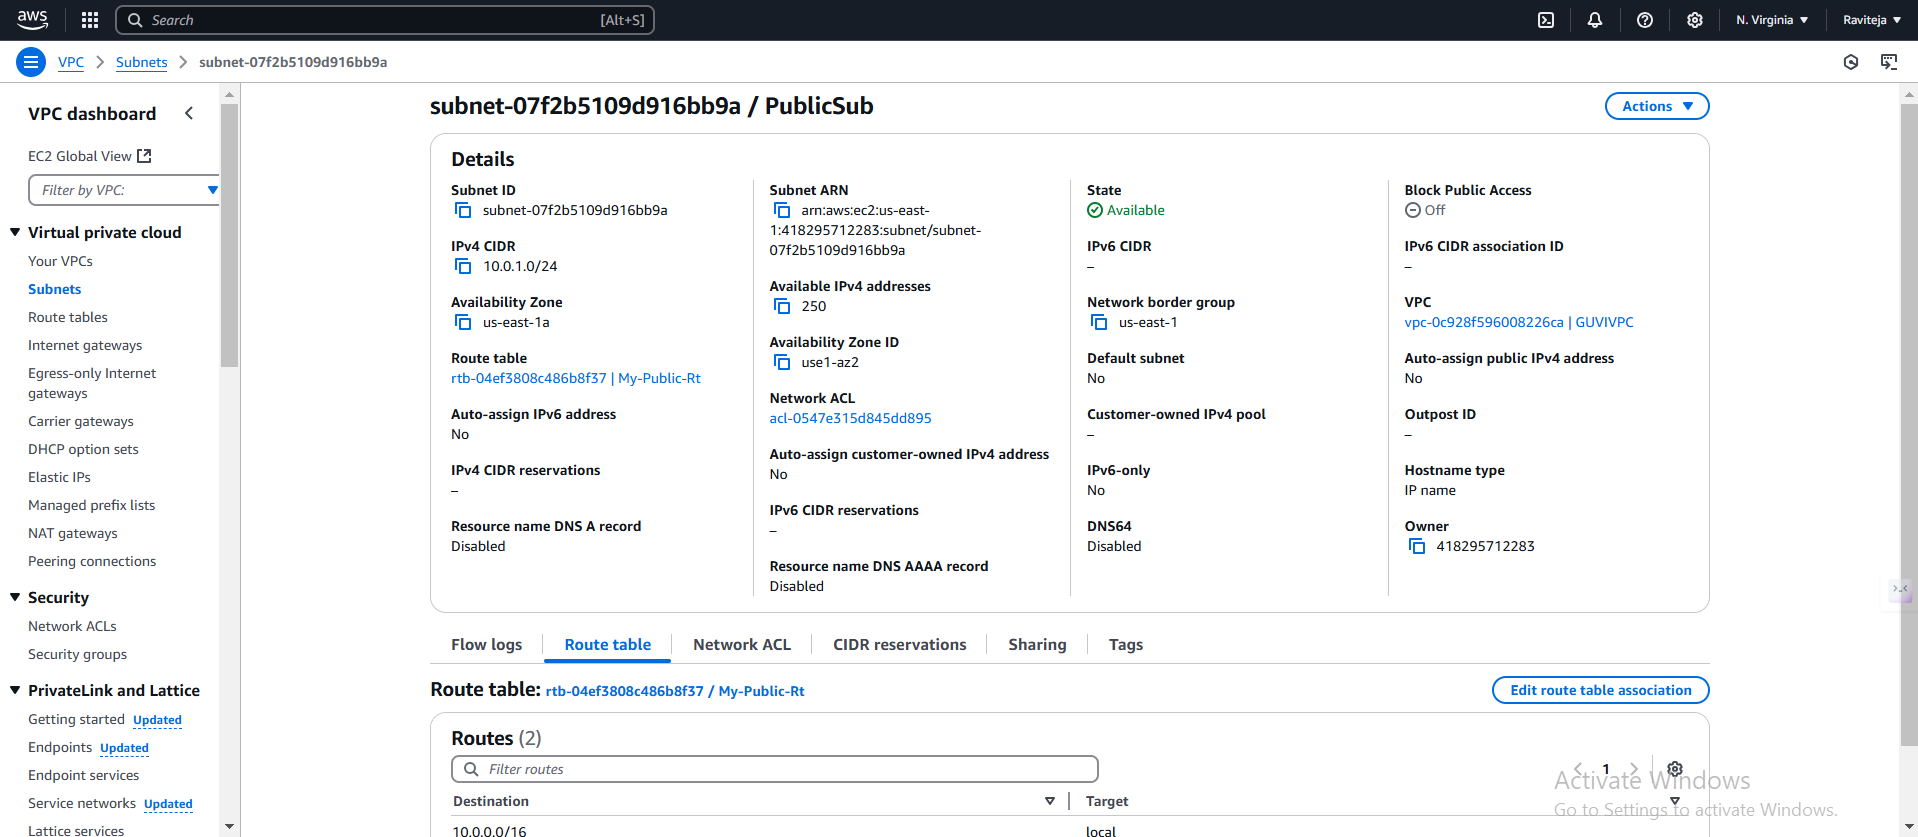 aws
Search [Alt+S]
N. Virginia
Raviteja
VPC
Subnets
subnet-07f2b5109d916bb9a
VPC dashboard
EC2 Global View
Filter by VPC:
Virtual private cloud
Your VPCs
Subnets
Route tables
Internet gateways
Egress-only Internet
gateways
Carrier gateways
DHCP option sets
Elastic IPs
Managed prefix lists
NAT gateways
Peering connections
Security
Network ACLs
Security groups
PrivateLink and Lattice
Getting started Updated
Endpoints Updated
Endpoint services
Service networks Updated
Lattice services
subnet-07f2b5109d916bb9a / PublicSub
Actions
Details
Subnet ID
subnet-07f2b5109d916bb9a
IPv4 CIDR
10.0.1.0/24
Availability Zone
us-east-1a
Route table
rtb-04ef3808c486b8f37 | My-Public-Rt
Auto-assign IPv6 address
No
IPv4 CIDR reservations
–
Resource name DNS A record
Disabled
Subnet ARN
arn:aws:ec2:us-east-
1:418295712283:subnet/subnet-
07f2b5109d916bb9a
Available IPv4 addresses
250
Availability Zone ID
use1-az2
Network ACL
acl-0547e315d845dd895
Auto-assign customer-owned IPv4 address
No
IPv6 CIDR reservations
–
Resource name DNS AAAA record
Disabled
State
Available
IPv6 CIDR
–
Network border group
us-east-1
Default subnet
No
Customer-owned IPv4 pool
–
IPv6-only
No
DNS64
Disabled
Block Public Access
Off
IPv6 CIDR association ID
–
VPC
vpc-0c928f596008226ca | GUVIVPC
Auto-assign public IPv4 address
No
Outpost ID
–
Hostname type
IP name
Owner
418295712283
Flow logs
Route table
Network ACL
CIDR reservations
Sharing
Tags
Route table: rtb-04ef3808c486b8f37 / My-Public-Rt
Edit route table association
Routes (2)
Filter routes
1
Destination
Target
10.0.0.0/16
local
Activate Windows
Go to Settings to activate Windows.